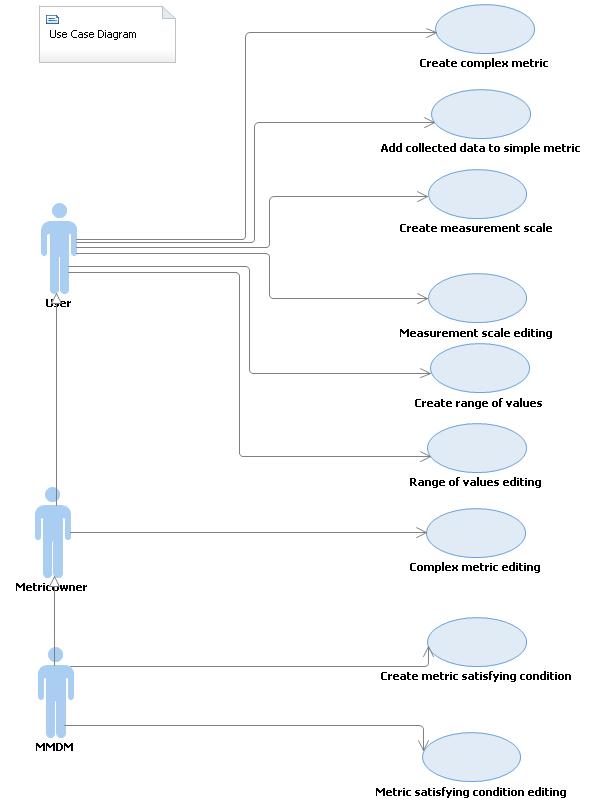 Use Case Diagram
Create complex metric
Add collected data to simple metric
Create measurement scale
User
Measurement scale editing
Create range of values
Range of values editing
Complex metric editing
Metricowner
Create metric satisfying condition
MMDM
Metric satisfying condition editing